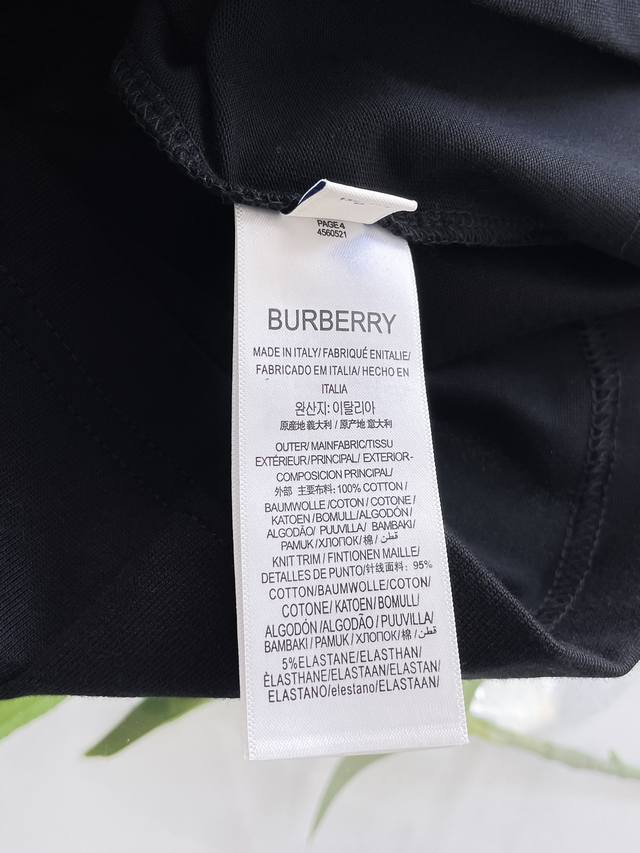 PAGE4
4560521
BURBERRY
MADE IN ITALY/ FABRIQUÉ ENITALIE/
FABRICADO EM ITALIA/ HECHO EN
ITALIA
완산지: 이탈리아
原産地 義大利 / 原产地 意大利
OUTER/ MAINFABRIC/TISSU
EXTÉRIEUR/PRINCIPAL/ EXTERIOR-
COMPOSICION PRINCIPAL/
外部 主要布料: 100% COTTON/
BAUMWOLLE/COTON / COTONE/
KATOEN /BOMULL/ ALGODÓN/
ALGODÃO/ PUUVILLA/ BAMBAKI/
PAMUK /ХЛОПОК/ 棉 / قطن/
KNIT TRIM / FINTIONEN MAILLE/
DETALLES DE PUNTO/针线面料: 95%
COTTON/BAUMWOLLE/COTON/
COTONE/ KATOEN/ BOMULL/
ALGODÓN/ALGODÃO / PUUVILLA/
BAMBAKI / PAMUK / ХЛОПОК/棉 / قطن/
5%ELASTANE/ELASTHAN/
ÈLASTHANE/ELASTAAN/ELASTAN/
ELASTANO/elestano/ELASTAAN/